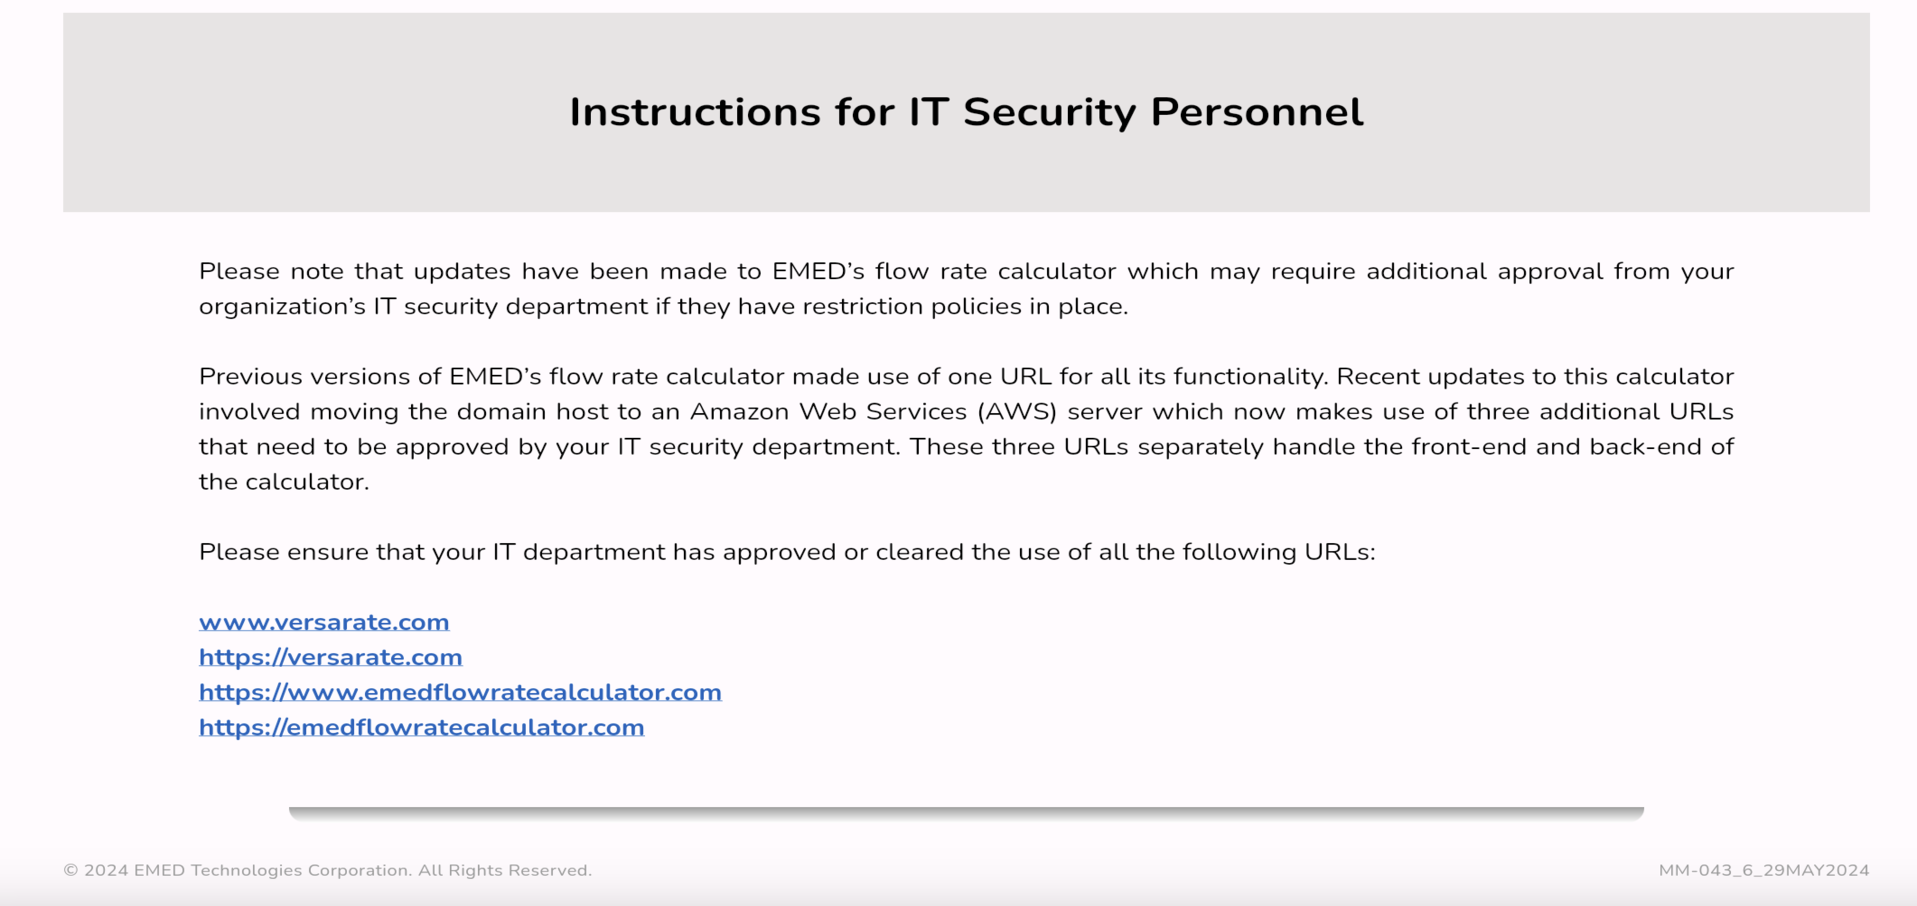 Instructions for IT Security Personnel
Please note that updates have been made to EMED’s flow rate calculator which may require additional approval from your
organization’s IT security department if they have restriction policies in place.
Previous versions of EMED’s flow rate calculator made use of one URL for all its functionality. Recent updates to this calculator
involved moving the domain host to an Amazon Web Services (AWS) server which now makes use of three additional URLs
that need to be approved by your IT security department. These three URLs separately handle the front-end and back-end of
the calculator.
Please ensure that your IT department has approved or cleared the use of all the following URLs:
www.versarate.com
https://versarate.com
https://www.emedflowratecalculator.com
https://emedflowratecalculator.com
© 2024 EMED Technologies Corporation. All Rights Reserved.
MM-043_6_29MAY2024